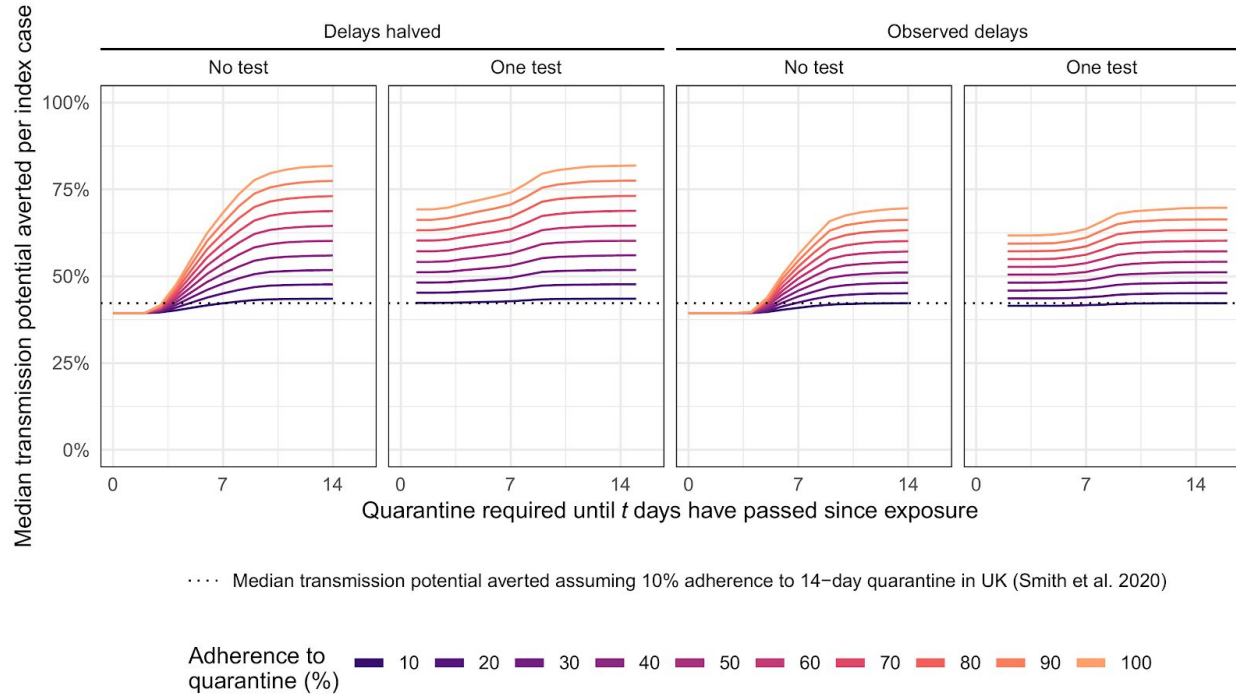 Median transmission potential averted per index case
Delays halved
Observed delays
No test
One test
No test
One test
100%
75%
50%
25%
0%
0 7 14
0 7 14
0 7 14
0 7 14
Quarantine required until t days have passed since exposure
Median transmission potential averted assuming 10% adherence to 14−day quarantine in UK (Smith et al. 2020)
Adherence to
quarantine (%)
10 20 30 40 50 60 70 80 90 100